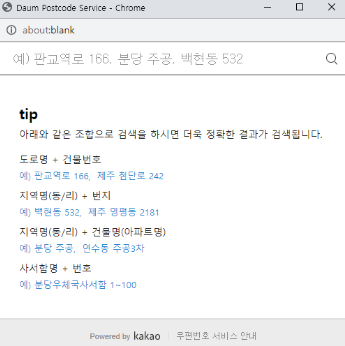 Daum Postcode Service - Chrome
about:blank
예) 판교역로 166, 분당 주공, 백현동 532
tip
아래와 같은 조합으로 검색을 하시면 더욱 정확한 결과가 검색됩니다.
도로명 + 건물번호
예) 판교역로 166, 제주 첨단로 242
지역명(동/리) + 번지
예) 백현동 532, 제주 영평동 2181
지역명(동/리) + 건물명(아파트명)
예) 분당 주공, 연수동 주공3차
사서함명 + 번호
예) 분당우체국사서함 1~100
Powered by kakao 우편번호 서비스 안내